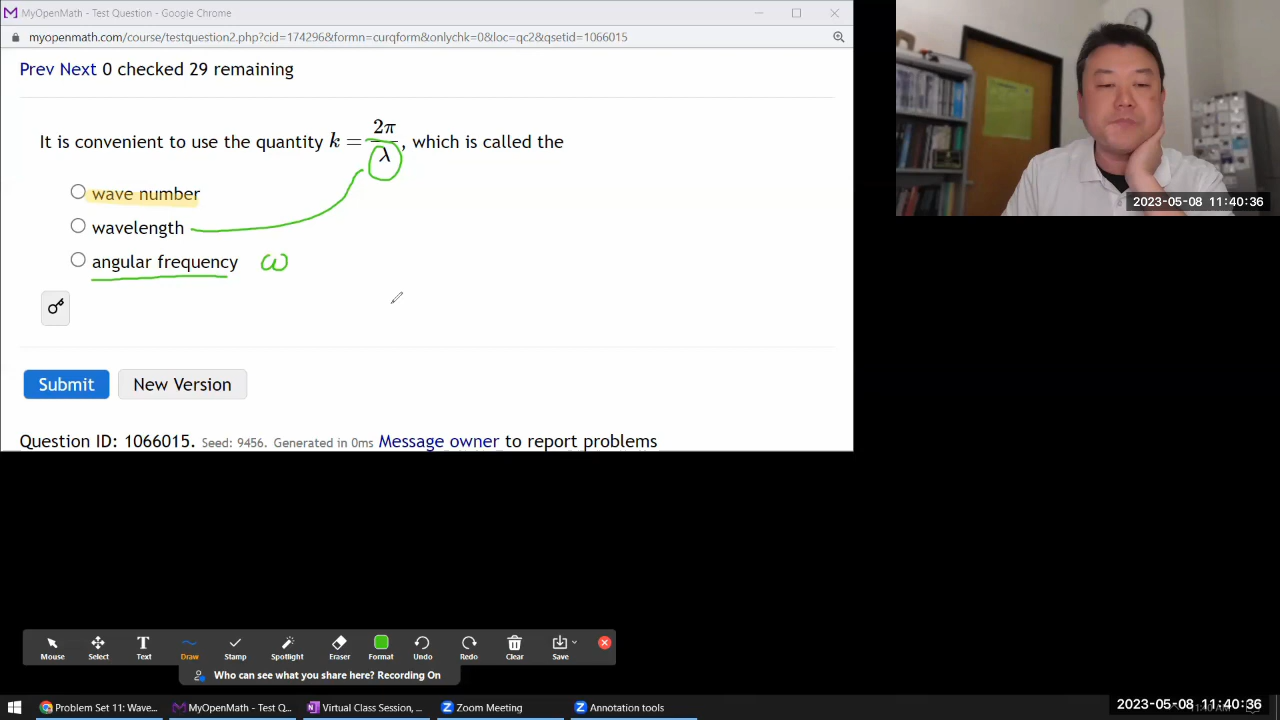 MyOpenMath - Test Question - Google Chrome
myopenmath.com/course/testquestion2.php?cid=174296&formn=curqform&onlychk=0&loc=qc2&qsetid=1066015
Prev Next 0 checked 29 remaining
It is convenient to use the quantity k = 2π/λ, which is called the
wave number
wavelength
angular frequency ω
Submit New Version
Question ID: 1066015. Seed: 9456. Generated in 0ms Message owner to report problems
2023-05-08 11:40:36
Mouse Select Text Draw Stamp Spotlight Eraser Format Undo Redo Clear Save
Who can see what you share here? Recording On
Problem Set 11: Wave... MyOpenMath - Test Q... Virtual Class Session, ... Zoom Meeting Annotation tools
2023-05-08 11:40:36